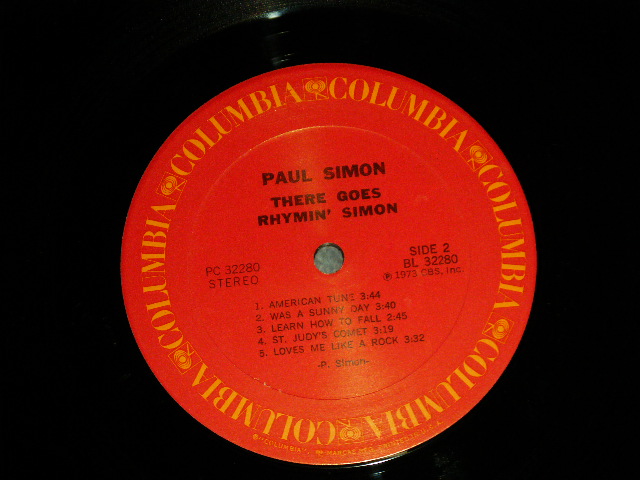 COLUMBIA COLUMBIA COLUMBIA COLUMBIA COLUMBIA COLUMBIA
PAUL SIMON
THERE GOES
RHYMIN' SIMON
PC 32280
STEREO
SIDE 2
BL 32280
℗ 1973 CBS, Inc.
1. AMERICAN TUNE 3:44
2. WAS A SUNNY DAY 3:40
3. LEARN HOW TO FALL 2:45
4. ST. JUDY'S COMET 3:19
5. LOVES ME LIKE A ROCK 3:32
-P. Simon-
"COLUMBIA",